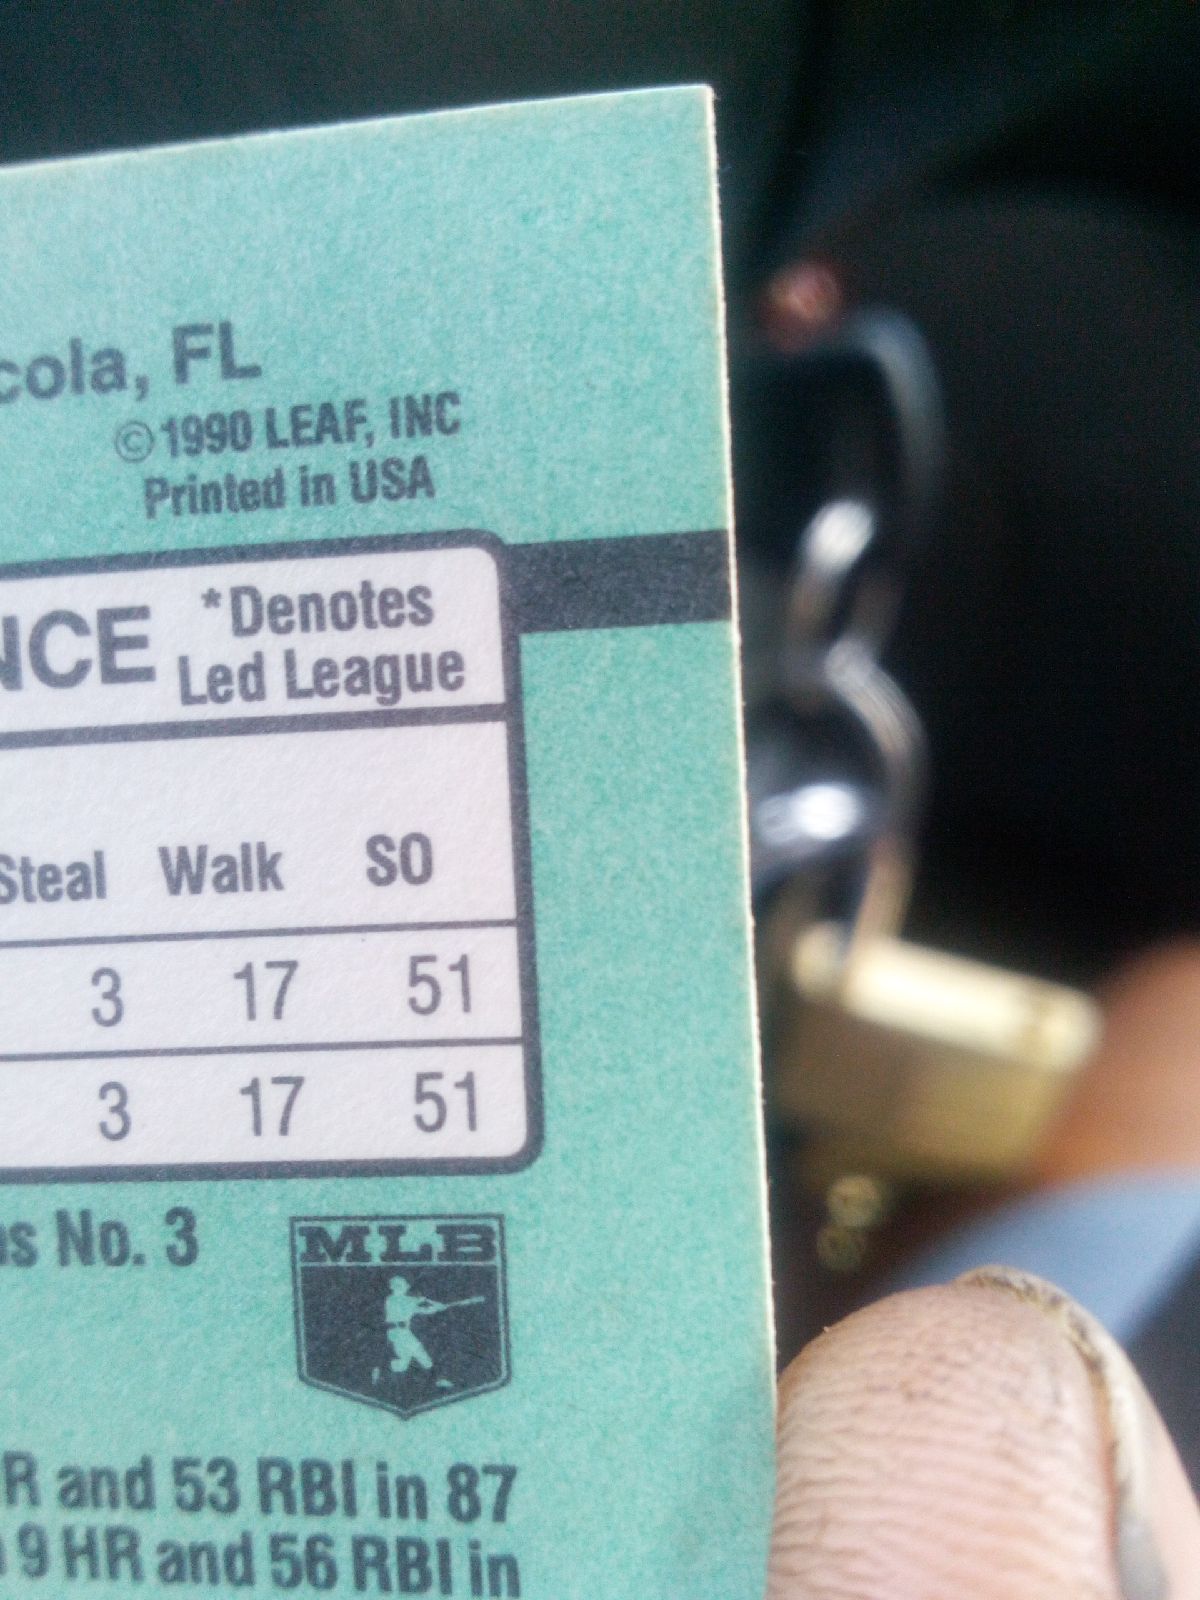 cola, FL
©1990 LEAF, INC
Printed in USA
NCE *Denotes
Led League
Steal Walk SO
3 17 51
3 17 51
us No. 3
MLB
R and 53 RBI in 87
9 HR and 56 RBI in